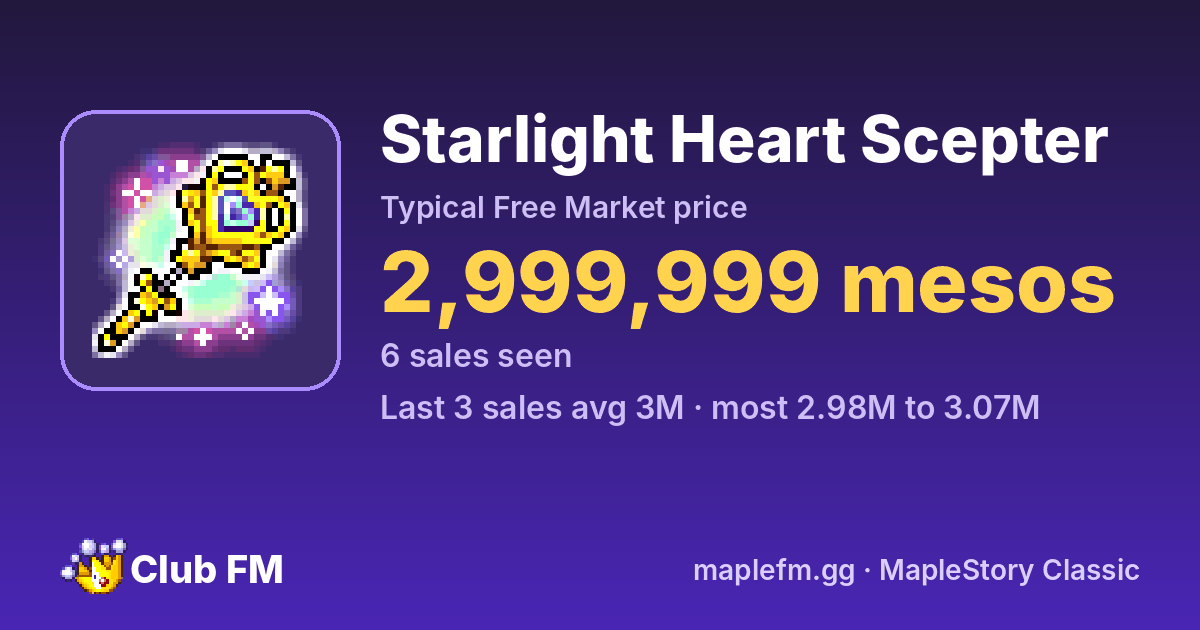 Starlight Heart Scepter
Typical Free Market price
2,999,999 mesos
6 sales seen
Last 3 sales avg 3M · most 2.98M to 3.07M
Club FM
maplefm.gg · MapleStory Classic